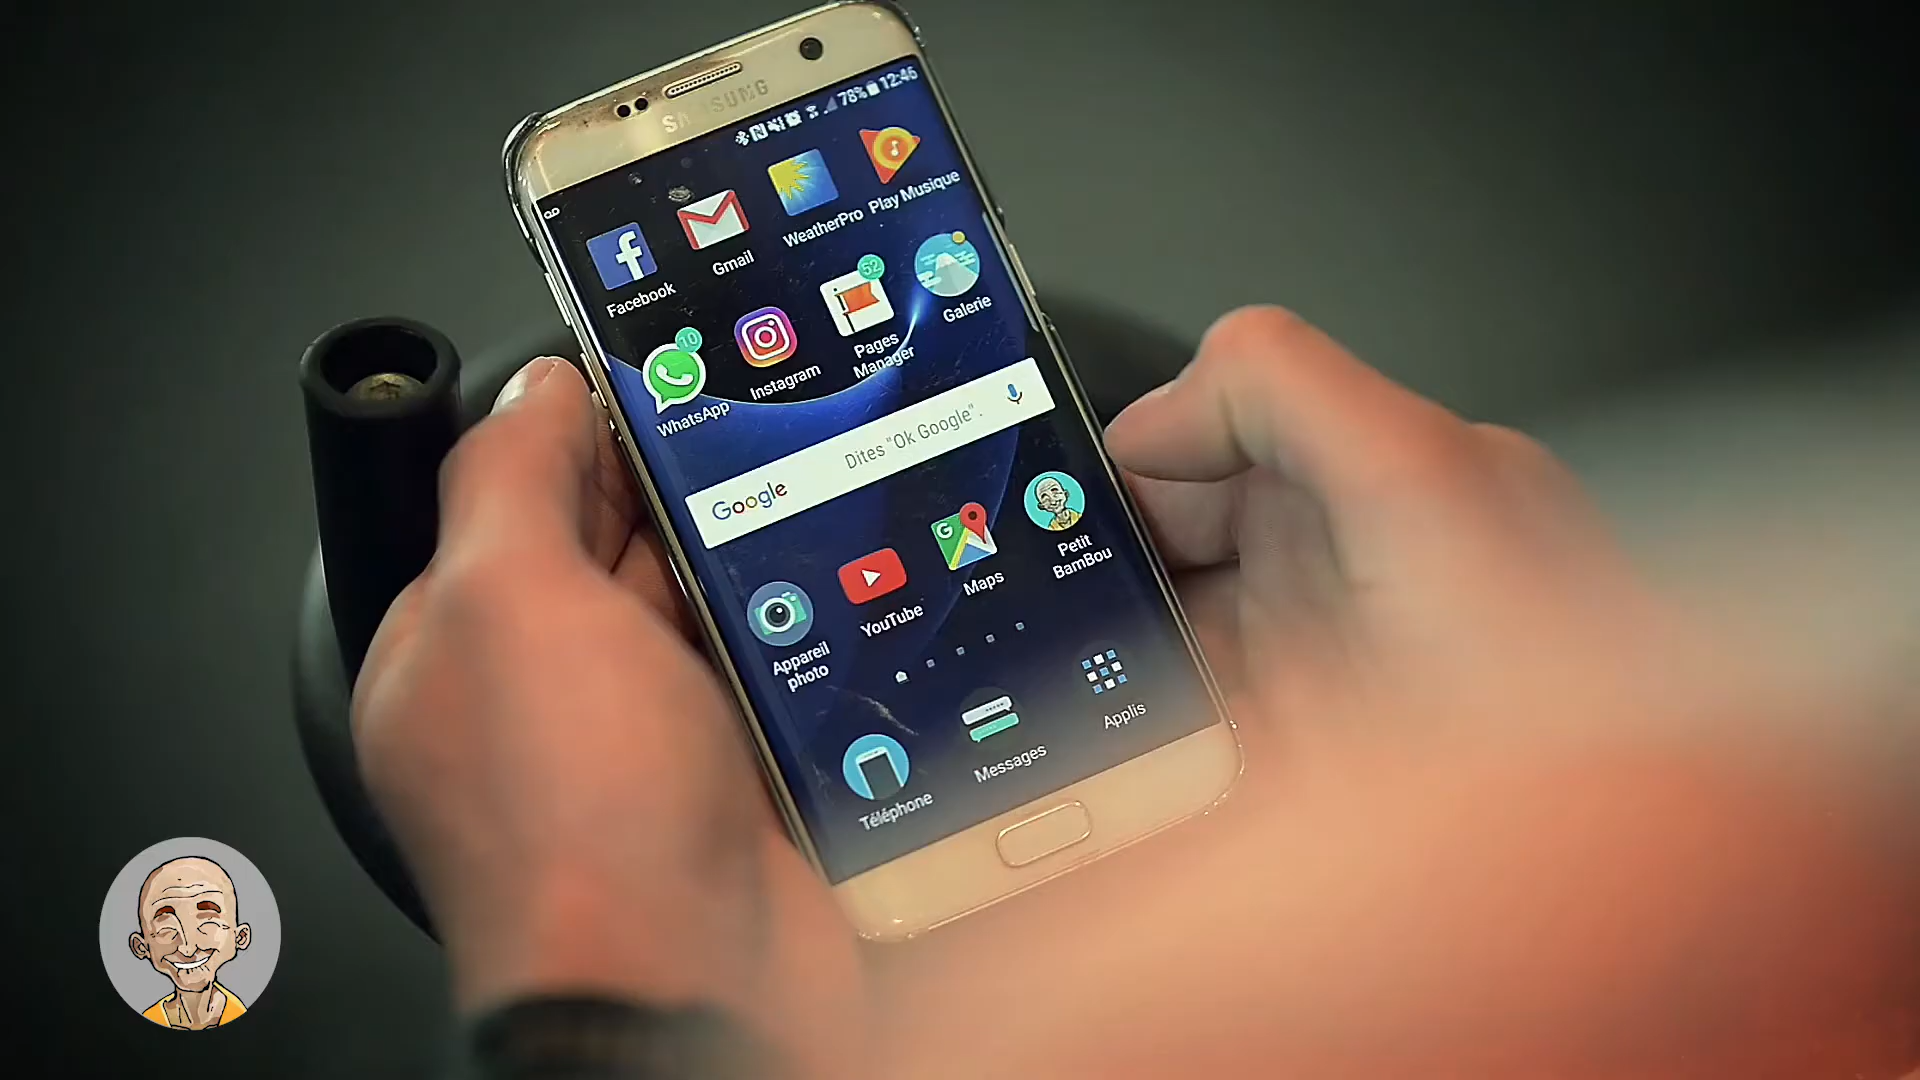 SAMSUNG
78% 12:46
Facebook
Gmail
WeatherPro
Play Musique
10
WhatsApp
Instagram
52
Pages
Manager
Galerie
Google
Dites "Ok Google".
Appareil
photo
YouTube
G
Maps
Petit
BamBou
Téléphone
Messages
Applis